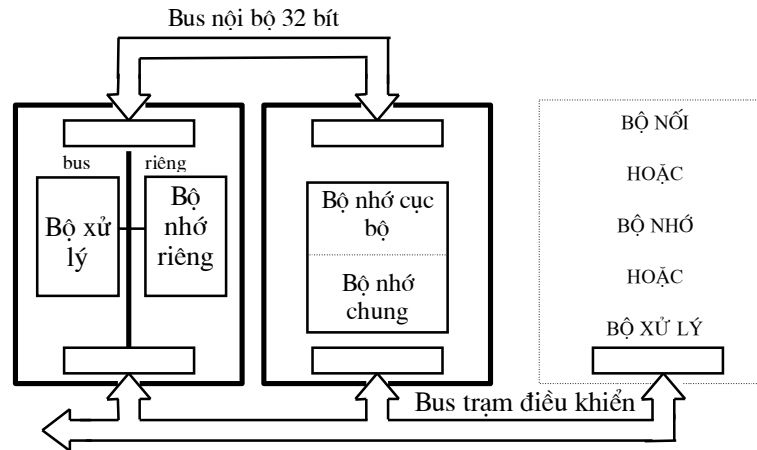 Bus nội bộ 32 bít
bus riêng
Bộ xử
lý
Bộ
nhớ
riêng
Bộ nhớ cục
bộ
Bộ nhớ
chung
BỘ NỐI
HOẶC
BỘ NHỚ
HOẶC
BỘ XỬ LÝ
Bus trạm điều khiển